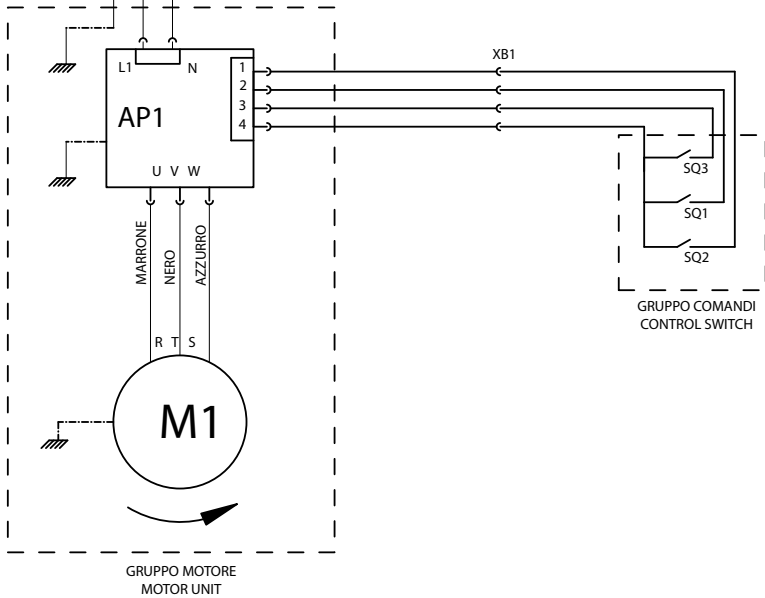 XB1
L1
N
1
2
3
4
AP1
U V W
MARRONE
NERO
AZZURRO
R T S
M1
SQ3
SQ1
SQ2
GRUPPO COMANDI
CONTROL SWITCH
GRUPPO MOTORE
MOTOR UNIT